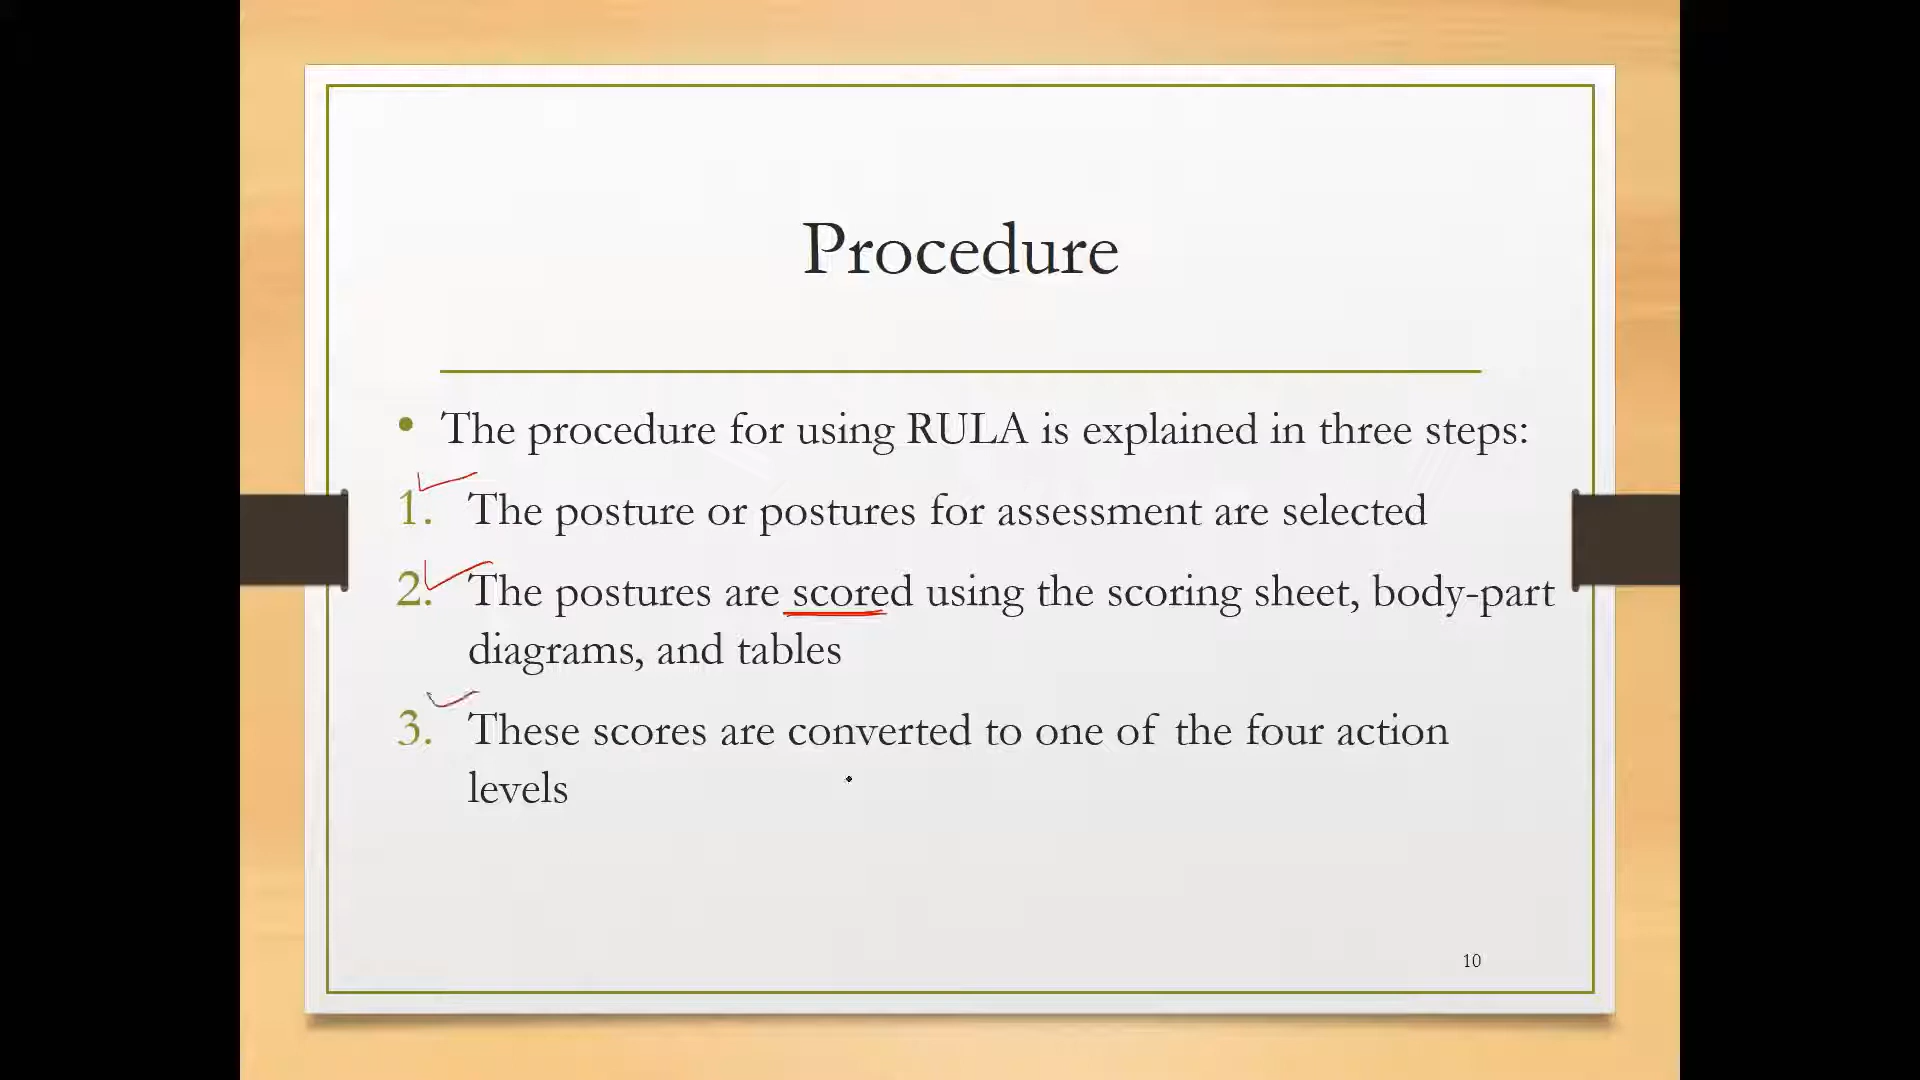 Procedure
• The procedure for using RULA is explained in three steps:
1. The posture or postures for assessment are selected
2. The postures are scored using the scoring sheet, body-part
diagrams, and tables
3. These scores are converted to one of the four action
levels
10